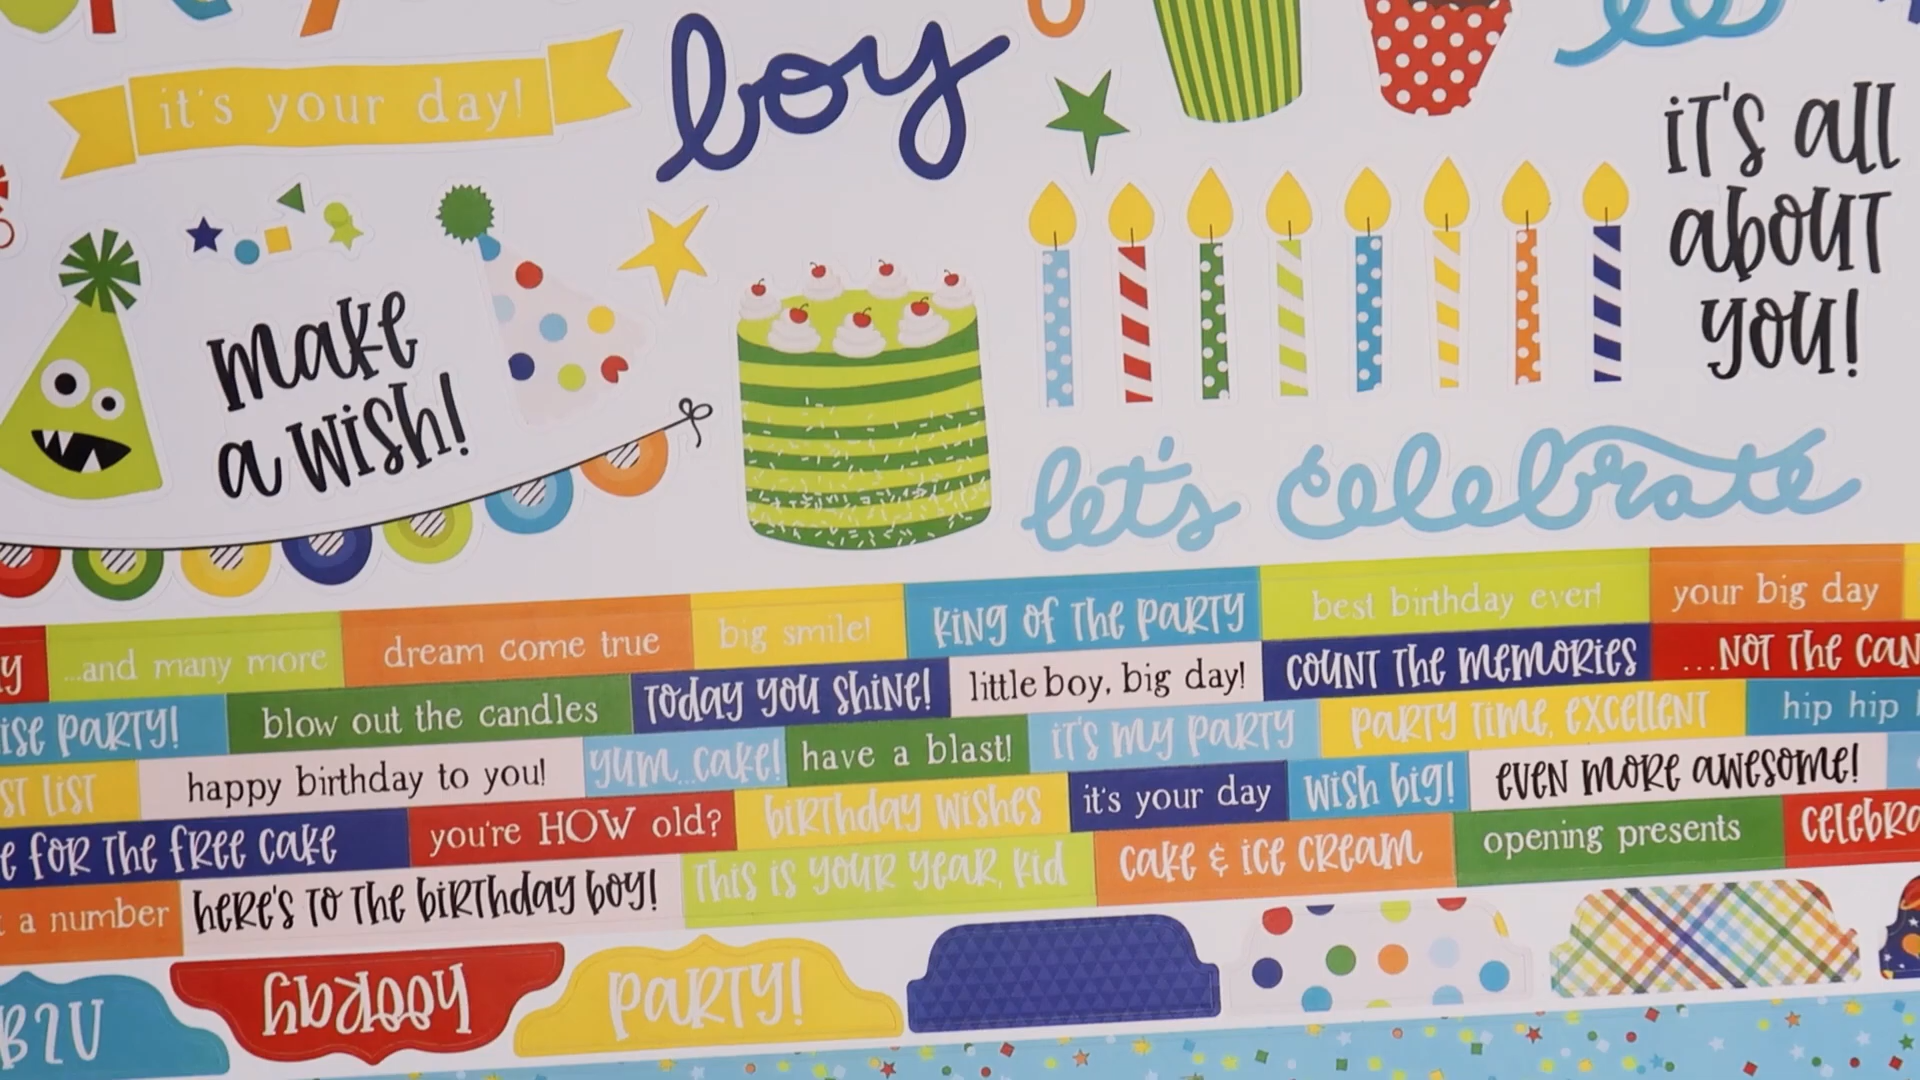 it's your day!
boy
it's all
about
you!
make
a wish!
let's celebrate
...and many more
dream come true
big smile!
king of the party
best birthday ever!
your big day
party!
blow out the candles
today you shine!
little boy, big day!
count the memories
...not the
list
happy birthday to you!
yum...cake!
have a blast!
it's my party
party time, excellent
hip hip
for the free cake
you're HOW old?
birthday wishes
it's your day
wish big!
even more awesome!
a number
here's to the birthday boy!
this is your year, kid
cake & ice cream
opening presents
B2U
hooray
party!